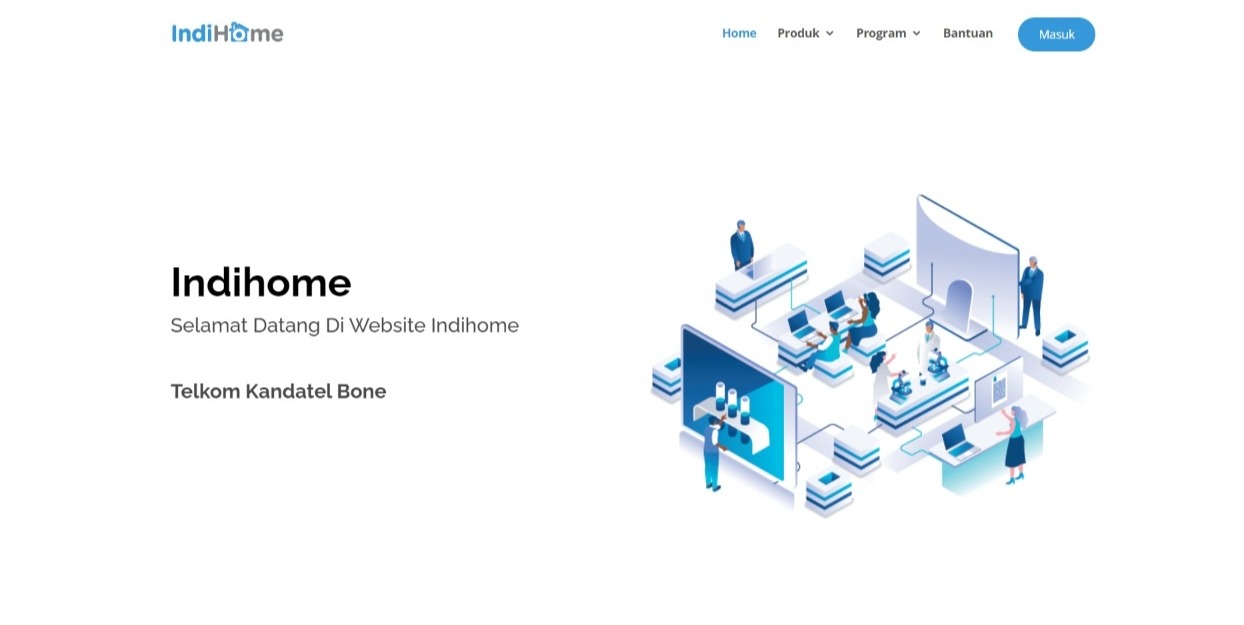 IndiHome
Home Produk Program Bantuan Masuk
Indihome
Selamat Datang Di Website Indihome
Telkom Kandatel Bone